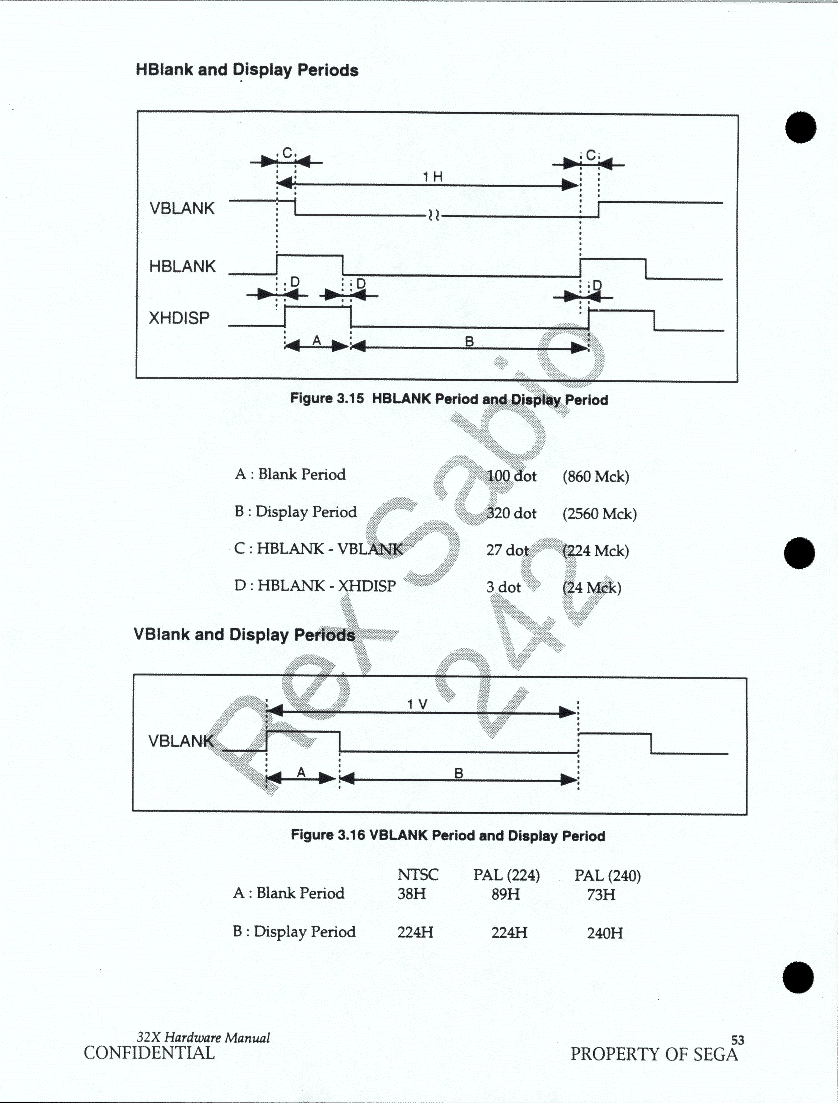 HBlank and Display Periods
C
C
1 H
VBLANK
HBLANK
D
D
D
XHDISP
A
B
Figure 3.15 HBLANK Period and Display Period
A : Blank Period 100 dot (860 Mck)
B : Display Period 320 dot (2560 Mck)
C : HBLANK - VBLANK 27 dot (224 Mck)
D : HBLANK - XHDISP 3 dot (24 Mck)
Rex Sabio
242
VBlank and Display Periods
1 V
VBLANK
A
B
Figure 3.16 VBLANK Period and Display Period
NTSC PAL (224) PAL (240)
A : Blank Period 38H 89H 73H
B : Display Period 224H 224H 240H
32X Hardware Manual
53
CONFIDENTIAL
PROPERTY OF SEGA